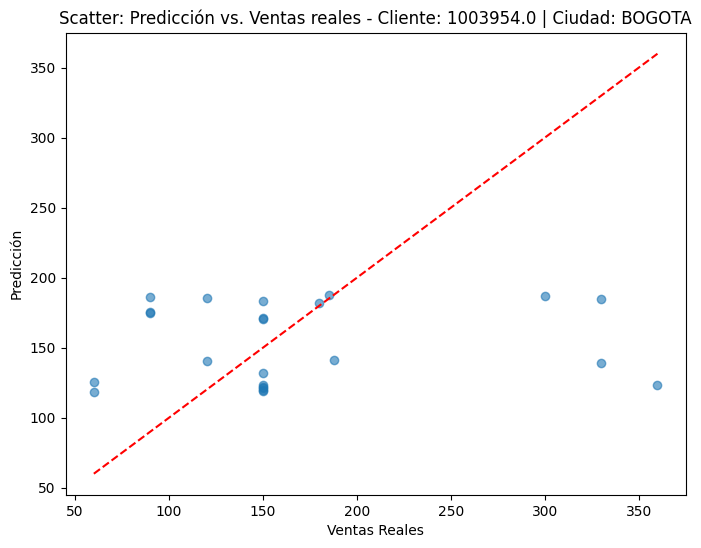 Scatter: Predicción vs. Ventas reales - Cliente: 1003954.0 | Ciudad: BOGOTA
350
300
250
200
150
100
50
Predicción
50 100 150 200 250 300 350
Ventas Reales